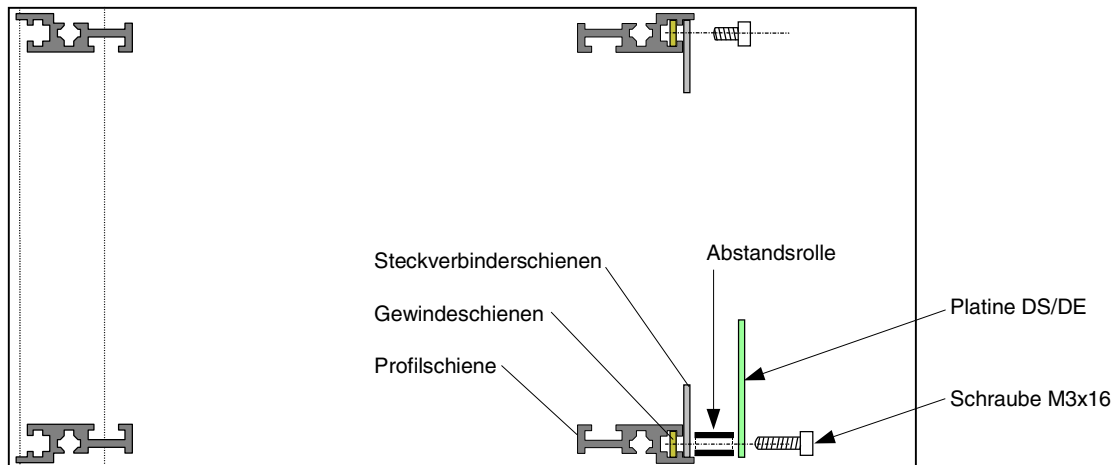 Steckverbinderschienen
Abstandsrolle
Gewindeschienen
Platine DS/DE
Profilschiene
Schraube M3x16